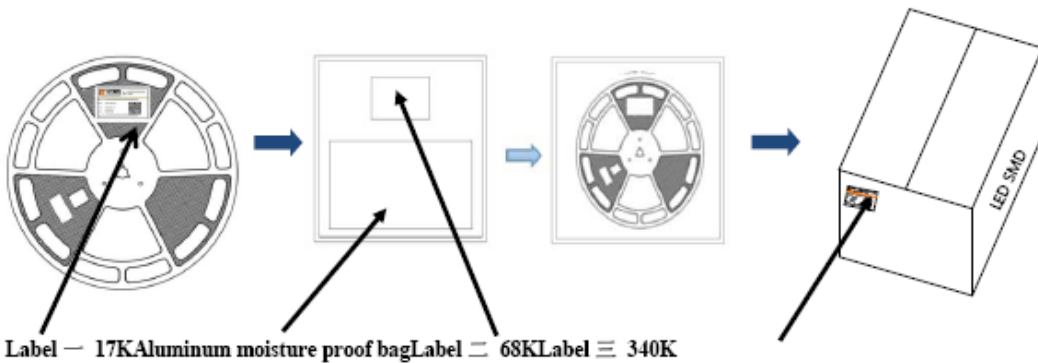 LED SMD
Label 一 17KAluminum moisture proof bagLabel 二 68KLabel 三 340K